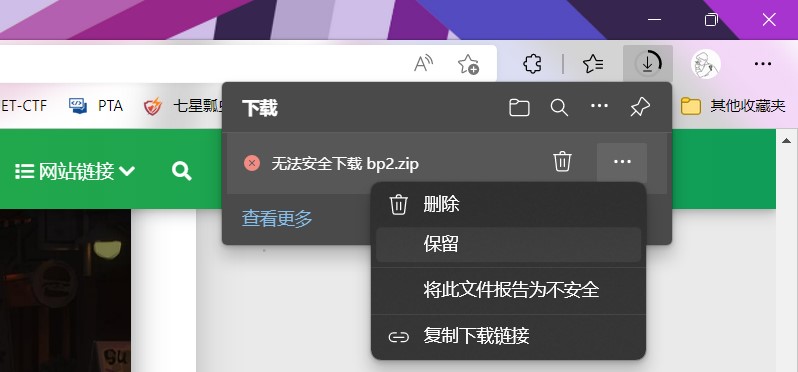 ET-CTF
PTA
七星瓢
其他收藏夹
下载
网站链接
无法安全下载 bp2.zip
查看更多
删除
保留
将此文件报告为不安全
复制下载链接